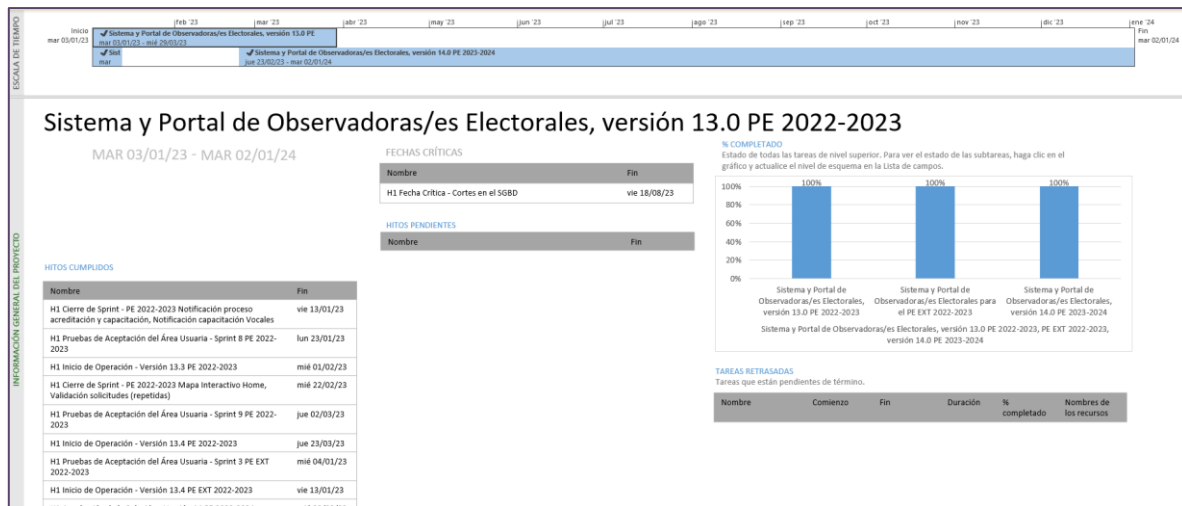 ESCALA DE TIEMPO
|feb '23 |mar '23 |abr '23 |may '23 |jun '23 |jul '23 |ago '23 |sep '23 |oct '23 |nov '23 |dic '23 |ene '24
Inicio
mar 03/01/23
✔Sistema y Portal de Observadoras/es Electorales, versión 13.0 PE
mar 03/01/23 - mié 29/03/23
✔Sist
mar
✔Sistema y Portal de Observadoras/es Electorales, versión 14.0 PE 2023-2024
jue 23/02/23 - mar 02/01/24
Fin
mar 02/01/24
INFORMACIÓN GENERAL DEL PROYECTO
Sistema y Portal de Observadoras/es Electorales, versión 13.0 PE 2022-2023
MAR 03/01/23 - MAR 02/01/24
HITOS CUMPLIDOS
Nombre Fin
H1 Cierre de Sprint - PE 2022-2023 Notificación proceso vie 13/01/23
acreditación y capacitación, Notificación capacitación Vocales
H1 Pruebas de Aceptación del Área Usuaria - Sprint 8 PE 2022- lun 23/01/23
2023
H1 Inicio de Operación - Versión 13.3 PE 2022-2023 mié 01/02/23
H1 Cierre de Sprint - PE 2022-2023 Mapa Interactivo Home, mié 22/02/23
Validación solicitudes (repetidas)
H1 Pruebas de Aceptación del Área Usuaria - Sprint 9 PE 2022- jue 02/03/23
2023
H1 Inicio de Operación - Versión 13.4 PE 2022-2023 jue 23/03/23
H1 Pruebas de Aceptación del Área Usuaria - Sprint 3 PE EXT mié 04/01/23
2022-2023
H1 Inicio de Operación - Versión 13.4 PE EXT 2022-2023 vie 13/01/23
FECHAS CRÍTICAS
Nombre Fin
H1 Fecha Crítica - Cortes en el SGBD vie 18/08/23
HITOS PENDIENTES
Nombre Fin
% COMPLETADO
Estado de todas las tareas de nivel superior. Para ver el estado de las subtareas, haga clic en el
gráfico y actualice el nivel de esquema en la Lista de campos.
100% 100% 100%
100%
80%
60%
40%
20%
0%
Sistema y Portal de Observadoras/es Electorales, versión 13.0 PE 2022-2023
Sistema y Portal de Observadoras/es Electorales para el PE EXT 2022-2023
Sistema y Portal de Observadoras/es Electorales, versión 14.0 PE 2023-2024
Sistema y Portal de Observadoras/es Electorales, versión 13.0 PE 2022-2023, PE EXT 2022-2023,
versión 14.0 PE 2023-2024
TAREAS RETRASADAS
Tareas que están pendientes de término.
Nombre Comienzo Fin Duración % completado Nombres de los recursos